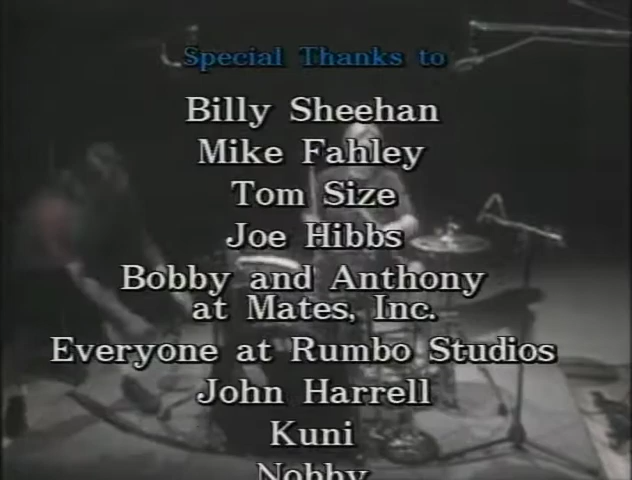 Special Thanks to
Billy Sheehan
Mike Fahley
Tom Size
Joe Hibbs
Bobby and Anthony
at Mates, Inc.
Everyone at Rumbo Studios
John Harrell
Kuni
Nobby